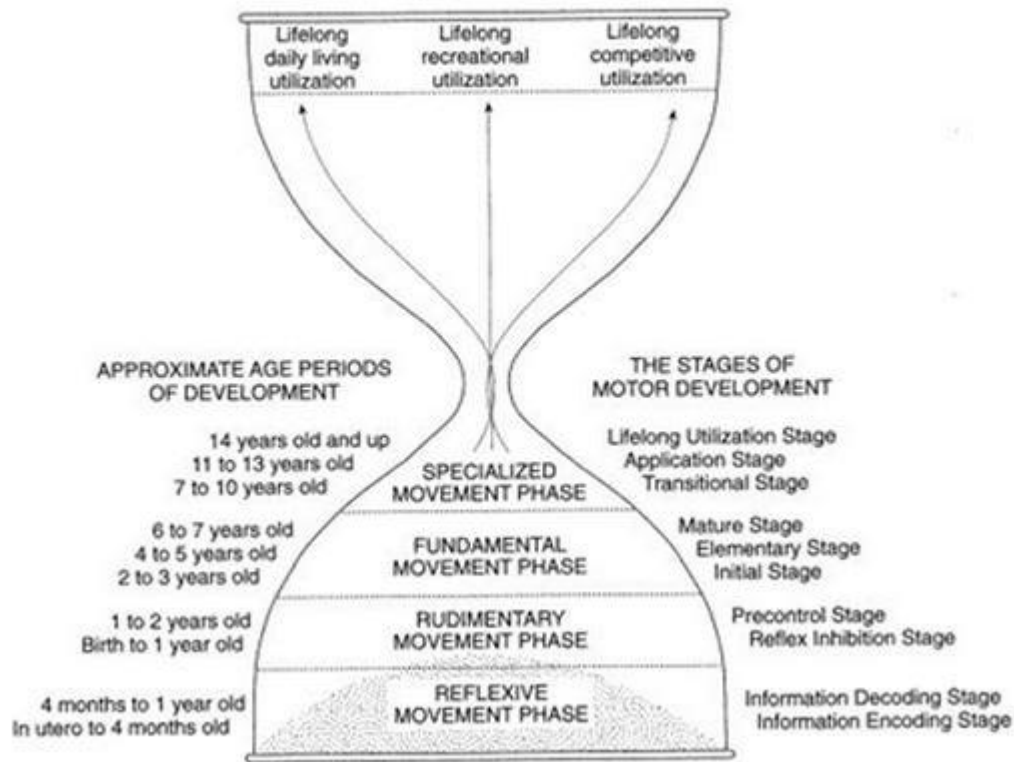 Lifelong
daily living
utilization
Lifelong
recreational
utilization
Lifelong
competitive
utilization
APPROXIMATE AGE PERIODS
OF DEVELOPMENT
THE STAGES OF
MOTOR DEVELOPMENT
14 years old and up
11 to 13 years old
7 to 10 years old
SPECIALIZED
MOVEMENT PHASE
Lifelong Utilization Stage
Application Stage
Transitional Stage
6 to 7 years old
4 to 5 years old
2 to 3 years old
FUNDAMENTAL
MOVEMENT PHASE
Mature Stage
Elementary Stage
Initial Stage
1 to 2 years old
Birth to 1 year old
RUDIMENTARY
MOVEMENT PHASE
Precontrol Stage
Reflex Inhibition Stage
4 months to 1 year old
In utero to 4 months old
REFLEXIVE
MOVEMENT PHASE
Information Decoding Stage
Information Encoding Stage